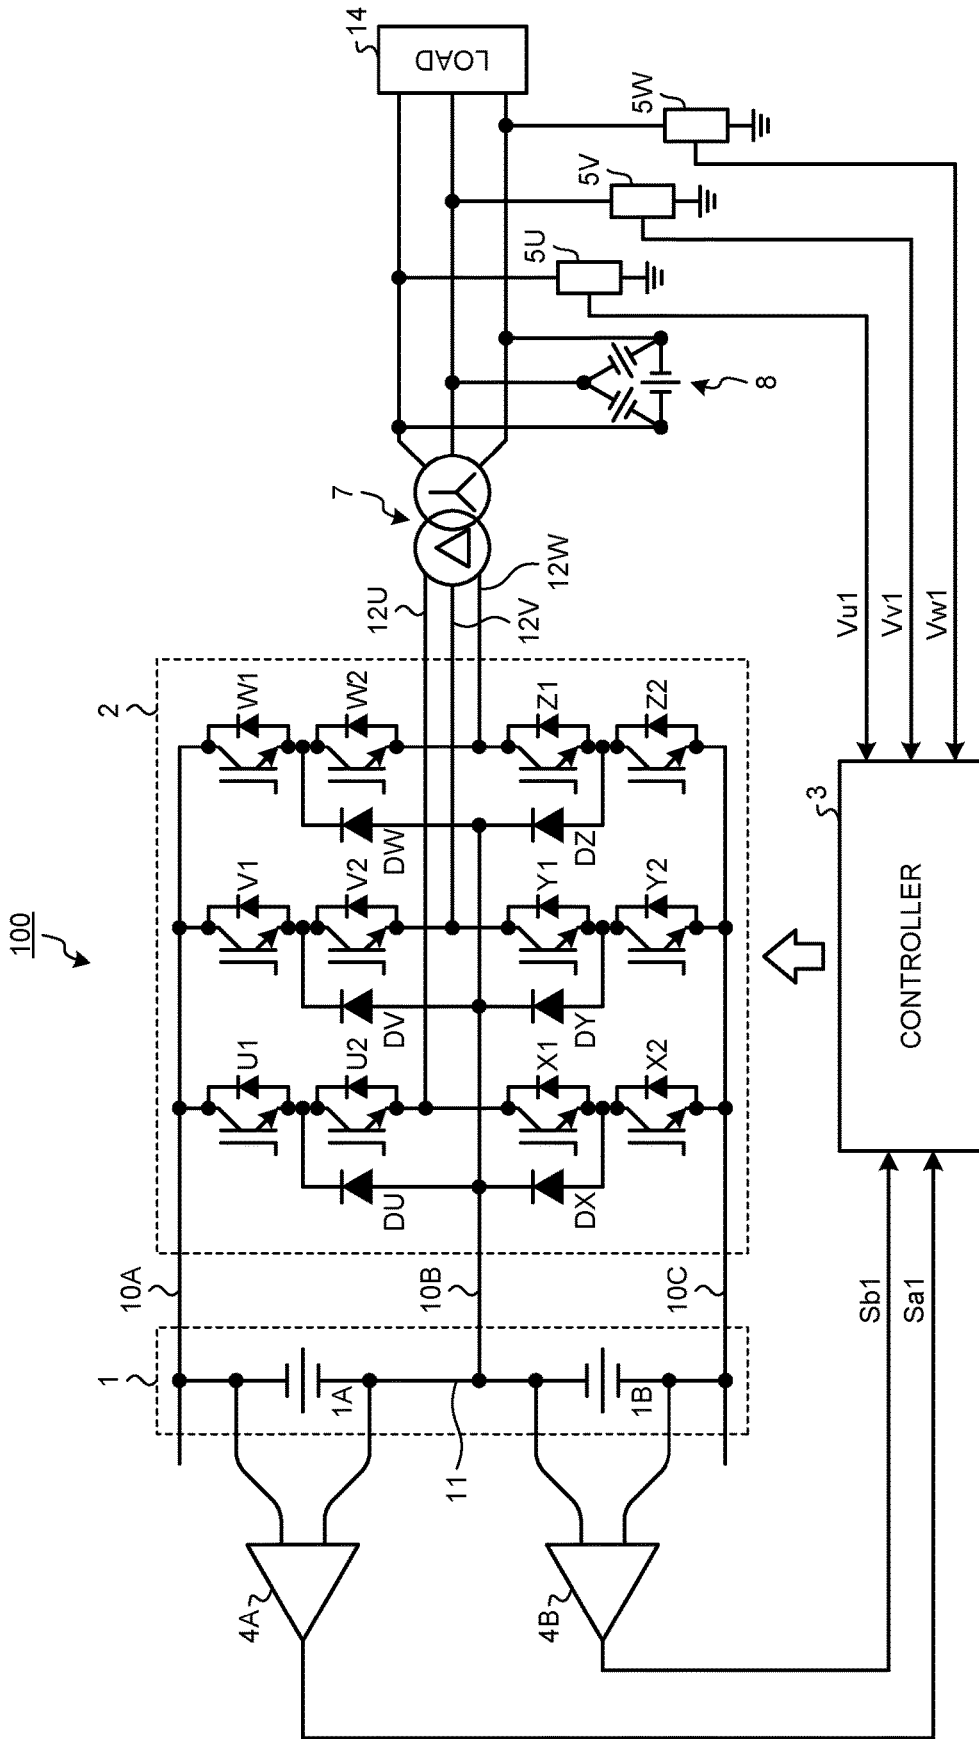 100
1
10A
10B
10C
11
1A
1B
4A
4B
2
U1
U2
DU
X1
X2
DX
V1
V2
DV
Y1
Y2
DY
W1
W2
DW
Z1
Z2
DZ
12U
12V
12W
7
8
5U
5V
5W
LOAD
14
3
CONTROLLER
Vu1
Vv1
Vw1
Sb1
Sa1